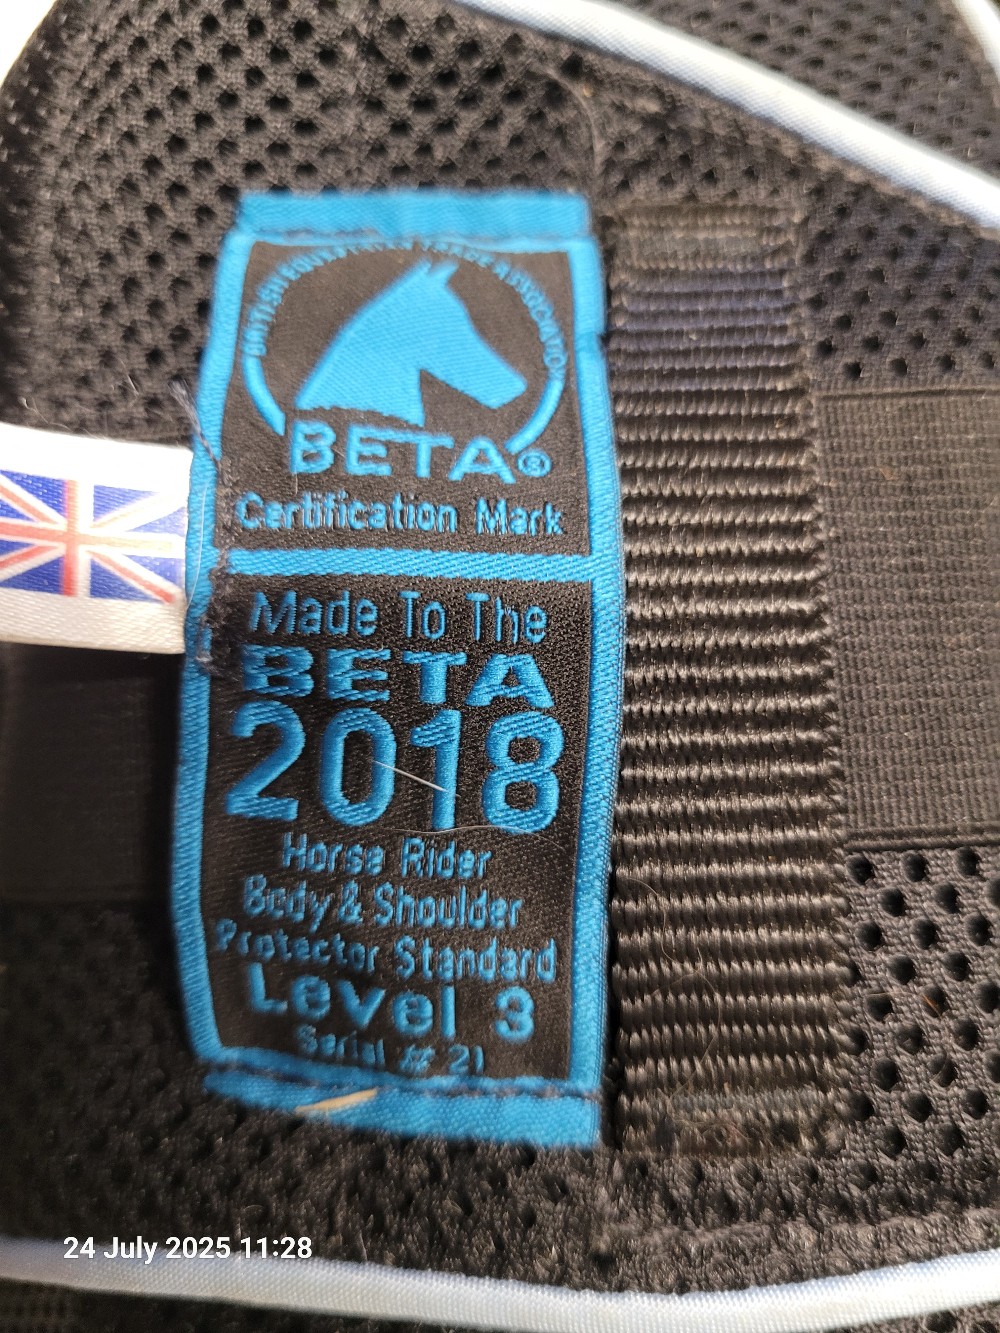 BRITISH EQUESTRIAN TRADE ASSOCIATION
BETA®
Certification Mark
Made To The
BETA
2018
Horse Rider
Body & Shoulder
Protector Standard
Level 3
Serial # 21
24 July 2025 11:28